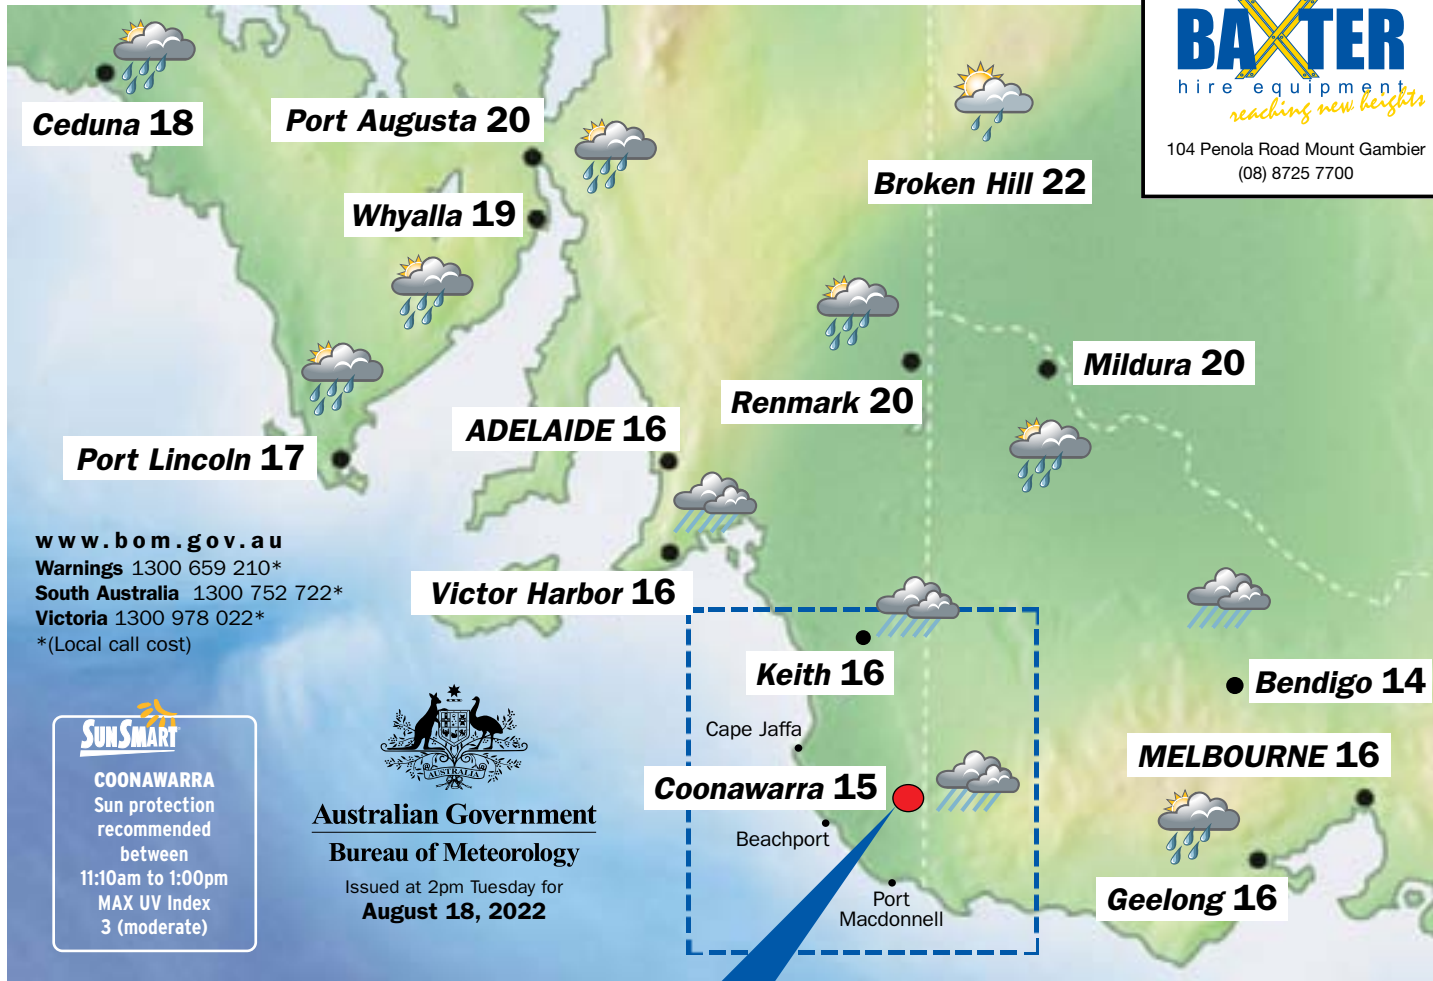 BAXTER
hire equipment
reaching new heights
104 Penola Road Mount Gambier
(08) 8725 7700
Ceduna 18
Port Augusta 20
Broken Hill 22
Whyalla 19
Mildura 20
Renmark 20
ADELAIDE 16
Port Lincoln 17
www.bom.gov.au
Warnings 1300 659 210*
South Australia 1300 752 722*
Victoria 1300 978 022*
*(Local call cost)
Victor Harbor 16
Keith 16
Bendigo 14
Cape Jaffa
MELBOURNE 16
Coonawarra 15
Beachport
Geelong 16
Port
Macdonnell
SUNSMART
COONAWARRA
Sun protection
recommended
between
11:10am to 1:00pm
MAX UV Index
3 (moderate)
AUSTRALIA
Australian Government
Bureau of Meteorology
Issued at 2pm Tuesday for
August 18, 2022